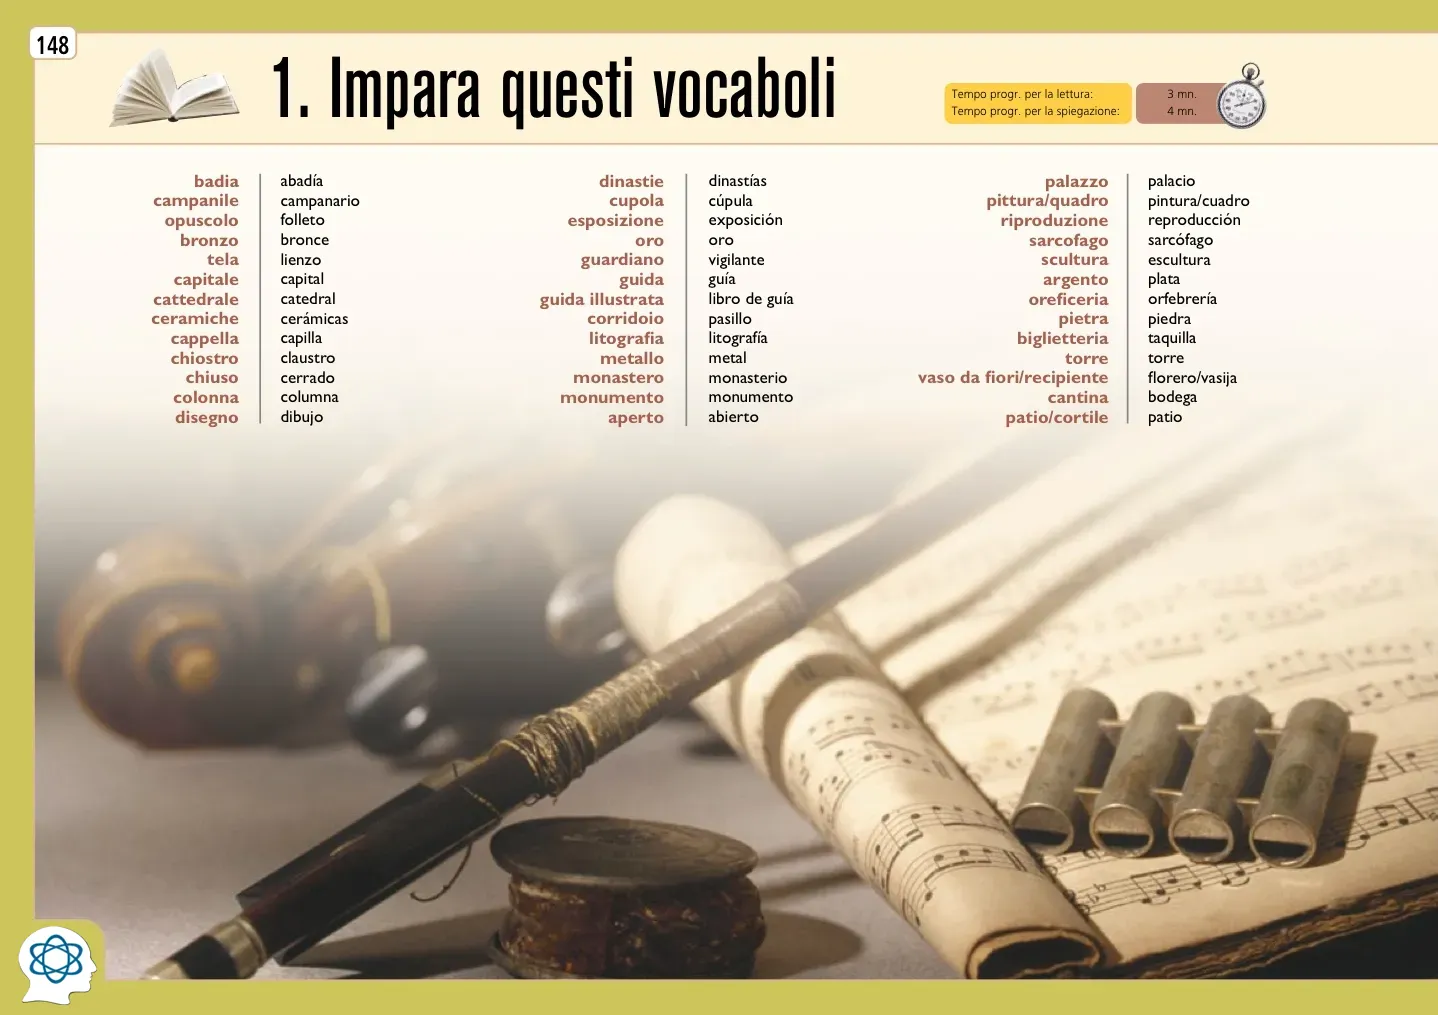 148
1. Impara questi vocaboli
Tempo progr. per la lettura: 3 mn.
Tempo progr. per la spiegazione: 4 mn.
badia abadía
campanile campanario
opuscolo folleto
bronzo bronce
tela lienzo
capitale capital
cattedrale catedral
ceramiche cerámicas
cappella capilla
chiostro claustro
chiuso cerrado
colonna columna
disegno dibujo
dinastie dinastías
cupola cúpula
esposizione exposición
oro oro
guardiano vigilante
guida guía
guida illustrata libro de guía
corridoio pasillo
litografia litografía
metallo metal
monastero monasterio
monumento monumento
aperto abierto
palazzo palacio
pittura/quadro pintura/cuadro
riproduzione reproducción
sarcofago sarcófago
scultura escultura
argento plata
oreficeria orfebrería
pietra piedra
biglietteria taquilla
torre torre
vaso da fiori/recipiente florero/vasija
cantina bodega
patio/cortile patio